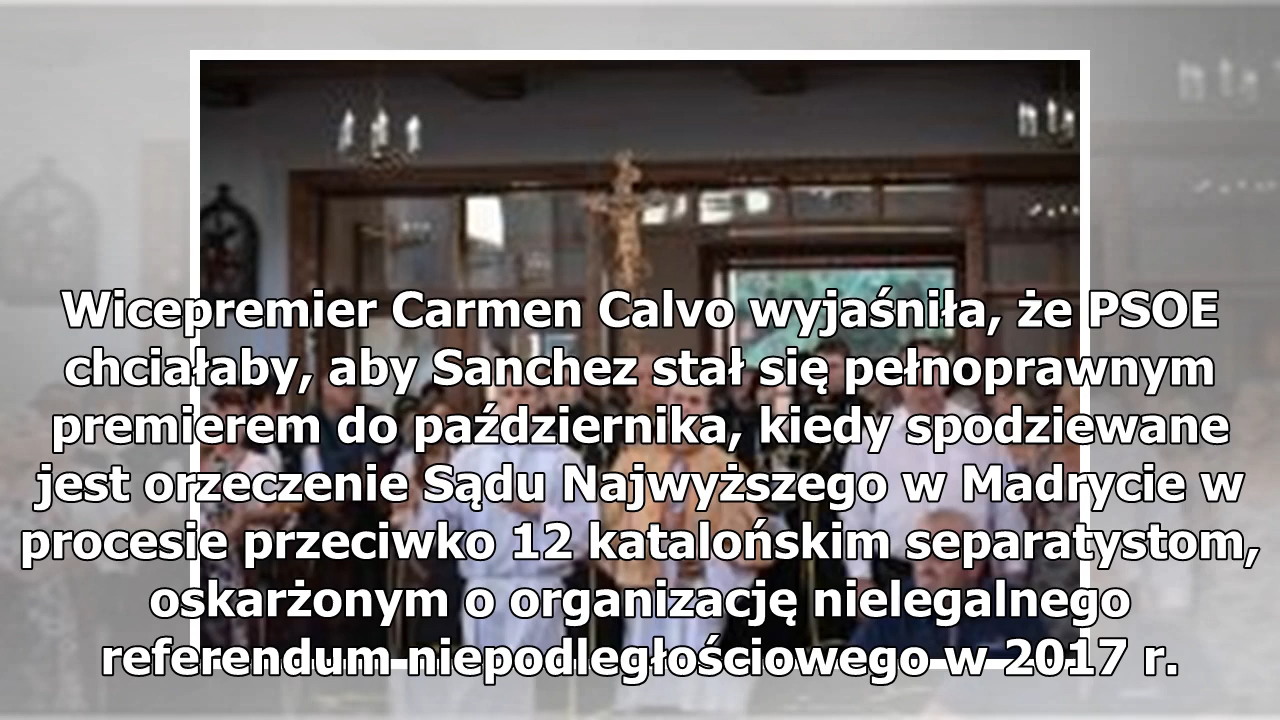 Wicepremier Carmen Calvo wyjaśniła, że PSOE
chciałaby, aby Sanchez stał się pełnoprawnym
premierem do października, kiedy spodziewane
jest orzeczenie Sądu Najwyższego w Madrycie w
procesie przeciwko 12 katalońskim separatystom,
oskarżonym o organizację nielegalnego
referendum niepodległościowego w 2017 r.